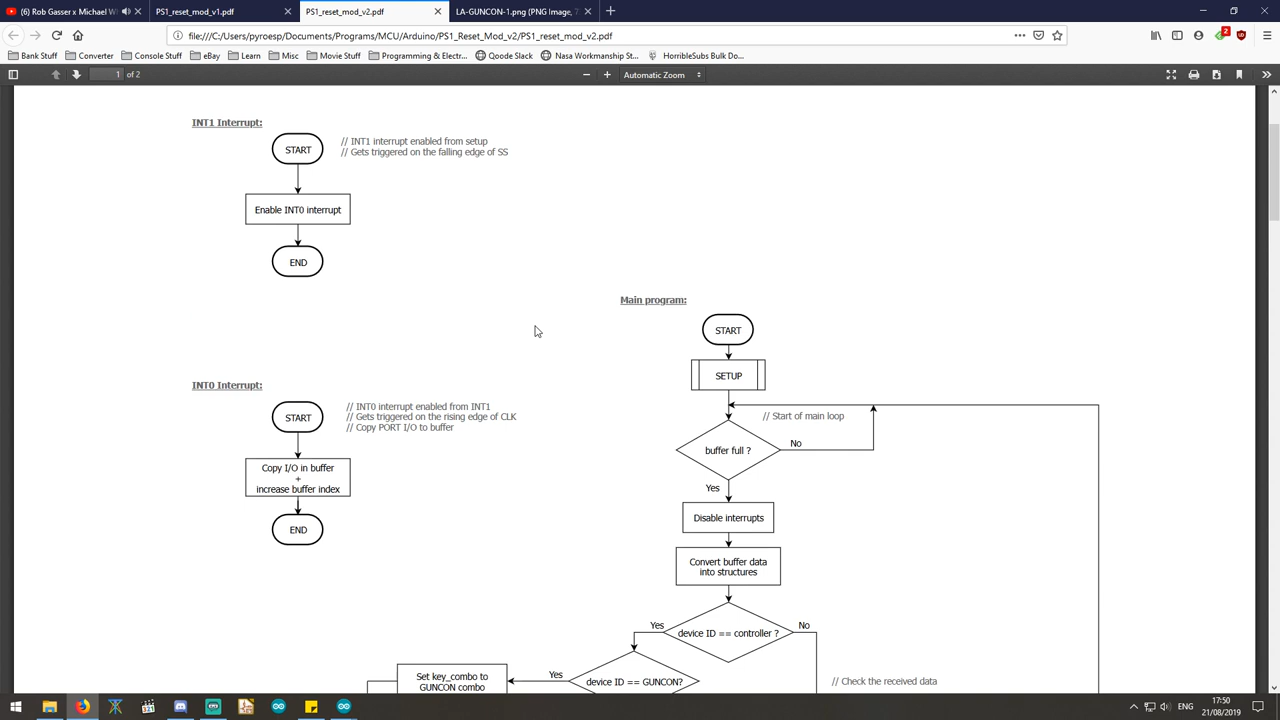 (6) Rob Gasser x Michael W
PS1_reset_mod_v1.pdf
PS1_reset_mod_v2.pdf
LA-GUNCON-1.png (PNG Image, 7
file:///C:/Users/pyroesp/Documents/Programs/MCU/Arduino/PS1_Reset_Mod_v2/PS1_reset_mod_v2.pdf
2
Bank Stuff
Converter
Console Stuff
eBay
Learn
Misc
Movie Stuff
Programming & Electr...
Qoode Slack
Nasa Workmanship St...
HorribleSubs Bulk Do...
1
of 2
Automatic Zoom
INT1 Interrupt:
START
// INT1 interrupt enabled from setup
// Gets triggered on the falling edge of SS
Enable INT0 interrupt
END
Main program:
START
SETUP
// Start of main loop
buffer full ?
No
Yes
Disable interrupts
Convert buffer data
into structures
Yes
device ID == controller ?
No
Set key_combo to
GUNCON combo
Yes
device ID == GUNCON?
// Check the received data
INT0 Interrupt:
START
// INT0 interrupt enabled from INT1
// Gets triggered on the rising edge of CLK
// Copy PORT I/O to buffer
Copy I/O in buffer
+
increase buffer index
END
ENG
17:50
21/08/2019